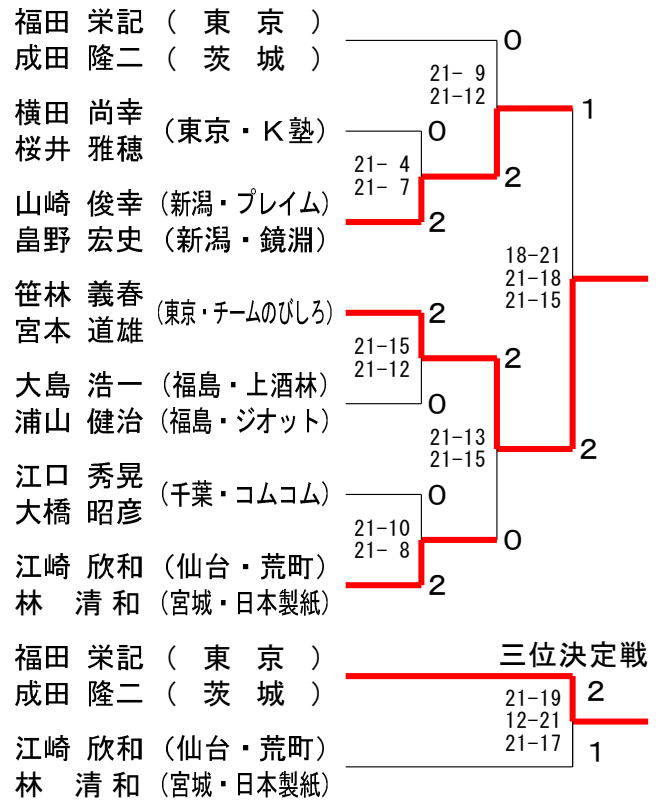 福田 栄記 ( 東 京 )
成田 隆二 ( 茨 城 )
0
21- 9
21-12
1
横田 尚幸
桜井 雅穂
(東京・K塾)
0
21- 4
21- 7
2
山崎 俊幸 (新潟・プレイム)
畠野 宏史 (新潟・鏡淵)
2
18-21
21-18
21-15
笹林 義春
宮本 道雄
(東京・チームのびしろ)
2
21-15
21-12
2
大島 浩一 (福島・上酒林)
浦山 健治 (福島・ジオット)
0
21-13
21-15
2
江口 秀晃
大橋 昭彦
(千葉・コムコム)
0
21-10
21- 8
0
江崎 欣和 (仙台・荒町)
林 清和 (宮城・日本製紙)
2
三位決定戦
福田 栄記 ( 東 京 )
成田 隆二 ( 茨 城 )
2
21-19
12-21
21-17
1
江崎 欣和 (仙台・荒町)
林 清和 (宮城・日本製紙)